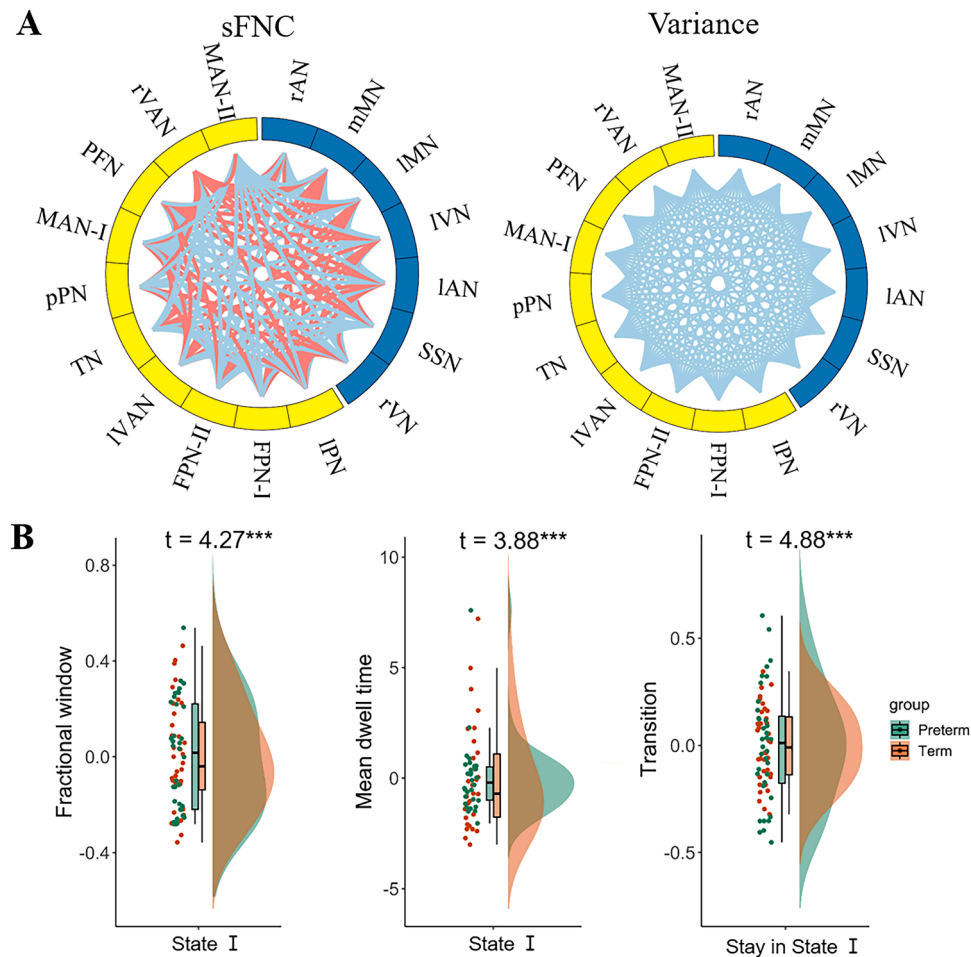 A
sFNC
Variance
MAN-II
rAN
rVAN
mMN
PFN
lMN
MAN-I
lVN
pPN
lAN
TN
SSN
lVAN
rVN
FPN-II
FPN-I
lPN
MAN-II
rAN
rVAN
mMN
PFN
lMN
MAN-I
lVN
pPN
lAN
TN
SSN
lVAN
rVN
FPN-II
FPN-I
lPN
B
t = 4.27***
0.8
0.4
0.0
-0.4
Fractional window
State I
t = 3.88***
10
5
0
-5
Mean dwell time
State I
t = 4.88***
0.5
0.0
-0.5
Transition
Stay in State I
group
Preterm
Term